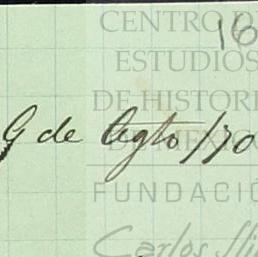 16
CENTRO D
ESTUDIOS
DE HISTORI
9 de Agto /70
FUNDACIÓ
Carlos Sli